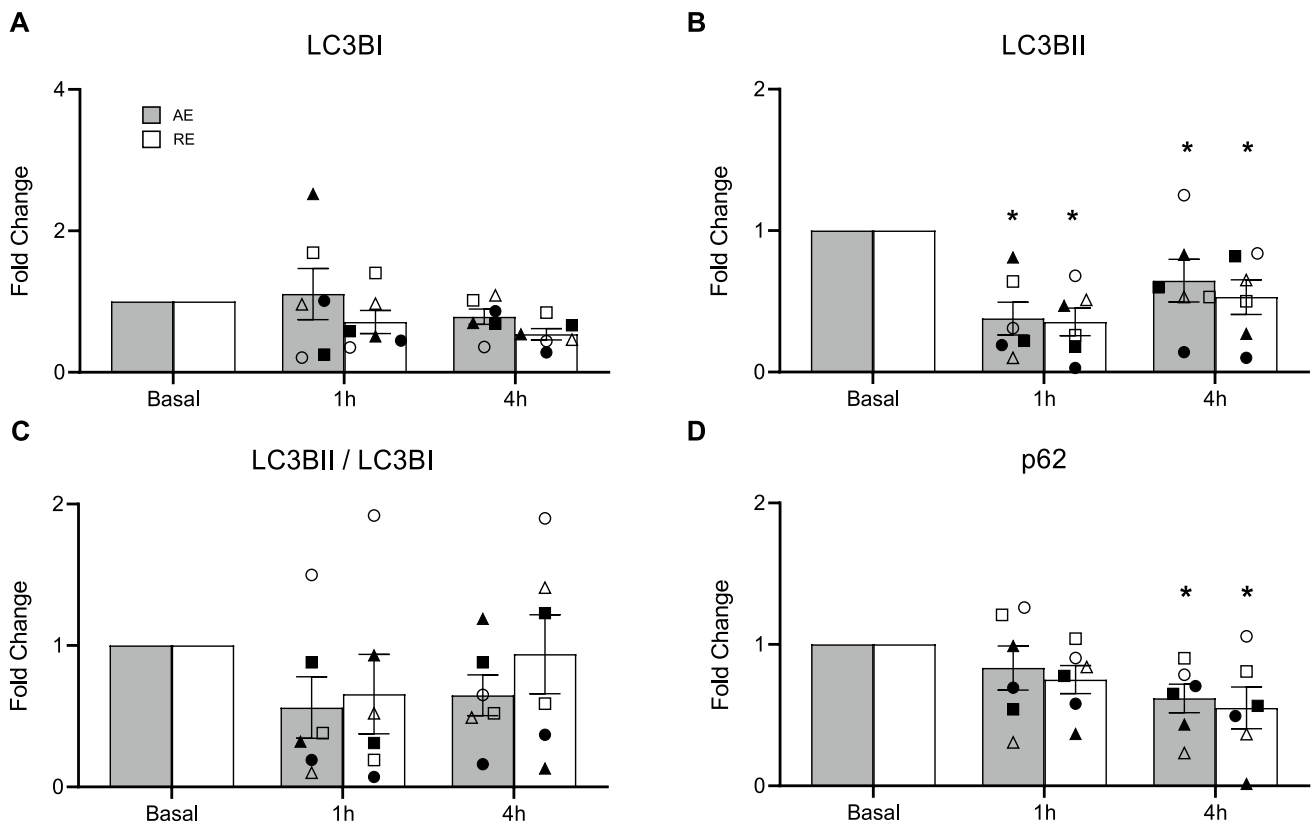 A
LC3BI
4
2
0
Fold Change
AE
RE
Basal
1h
4h
B
LC3BII
2
1
0
Fold Change
*
*
*
*
Basal
1h
4h
C
LC3BII / LC3BI
2
1
0
Fold Change
Basal
1h
4h
D
p62
2
1
0
Fold Change
*
*
Basal
1h
4h